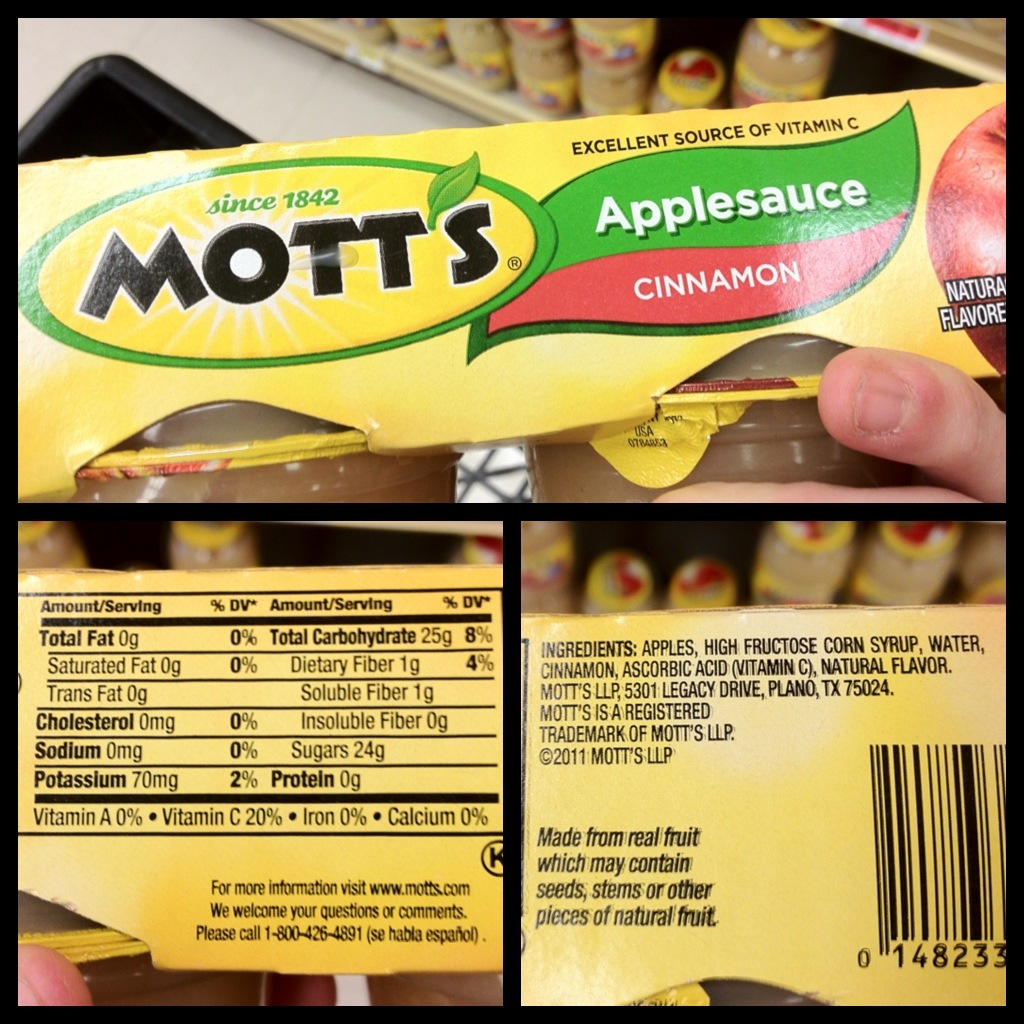 since 1842
MOTT'S®
EXCELLENT SOURCE OF VITAMIN C
Applesauce
CINNAMON
NATURA
FLAVORE
USA
0784853
Amount/Serving % DV* Amount/Serving % DV*
Total Fat 0g 0% Total Carbohydrate 25g 8%
Saturated Fat 0g 0% Dietary Fiber 1g 4%
Trans Fat 0g Soluble Fiber 1g
Cholesterol 0mg 0% Insoluble Fiber 0g
Sodium 0mg 0% Sugars 24g
Potassium 70mg 2% Protein 0g
Vitamin A 0% • Vitamin C 20% • Iron 0% • Calcium 0%
K
For more information visit www.motts.com
We welcome your questions or comments.
Please call 1-800-426-4891 (se habla español).
INGREDIENTS: APPLES, HIGH FRUCTOSE CORN SYRUP, WATER,
CINNAMON, ASCORBIC ACID (VITAMIN C), NATURAL FLAVOR.
MOTT'S LLP, 5301 LEGACY DRIVE, PLANO, TX 75024.
MOTT'S IS A REGISTERED
TRADEMARK OF MOTT'S LLP.
©2011 MOTT'S LLP
Made from real fruit
which may contain
seeds, stems or other
pieces of natural fruit.
0 148233